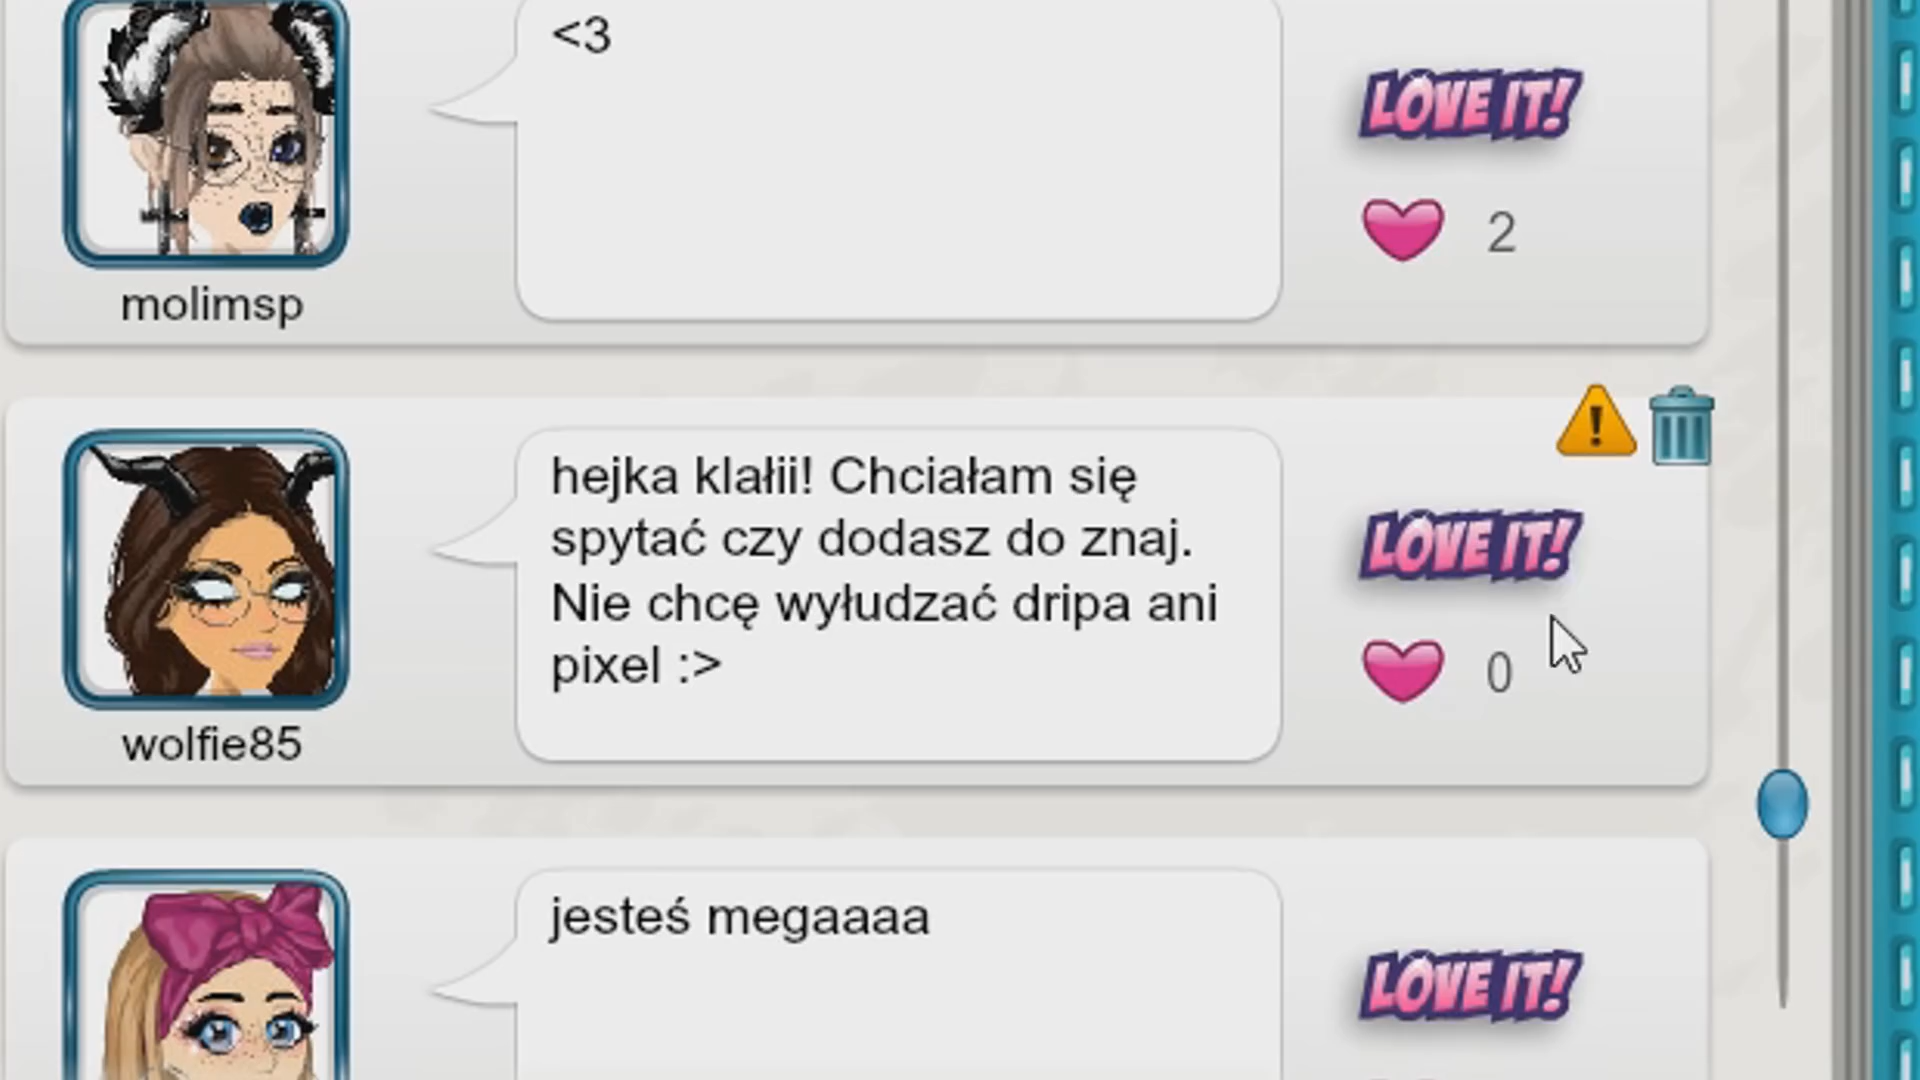 <3
LOVE IT!
2
molimsp
hejka klałii! Chciałam się
spytać czy dodasz do znaj.
Nie chcę wyłudzać dripa ani
pixel :>
LOVE IT!
0
wolfie85
jesteś megaaaa
LOVE IT!